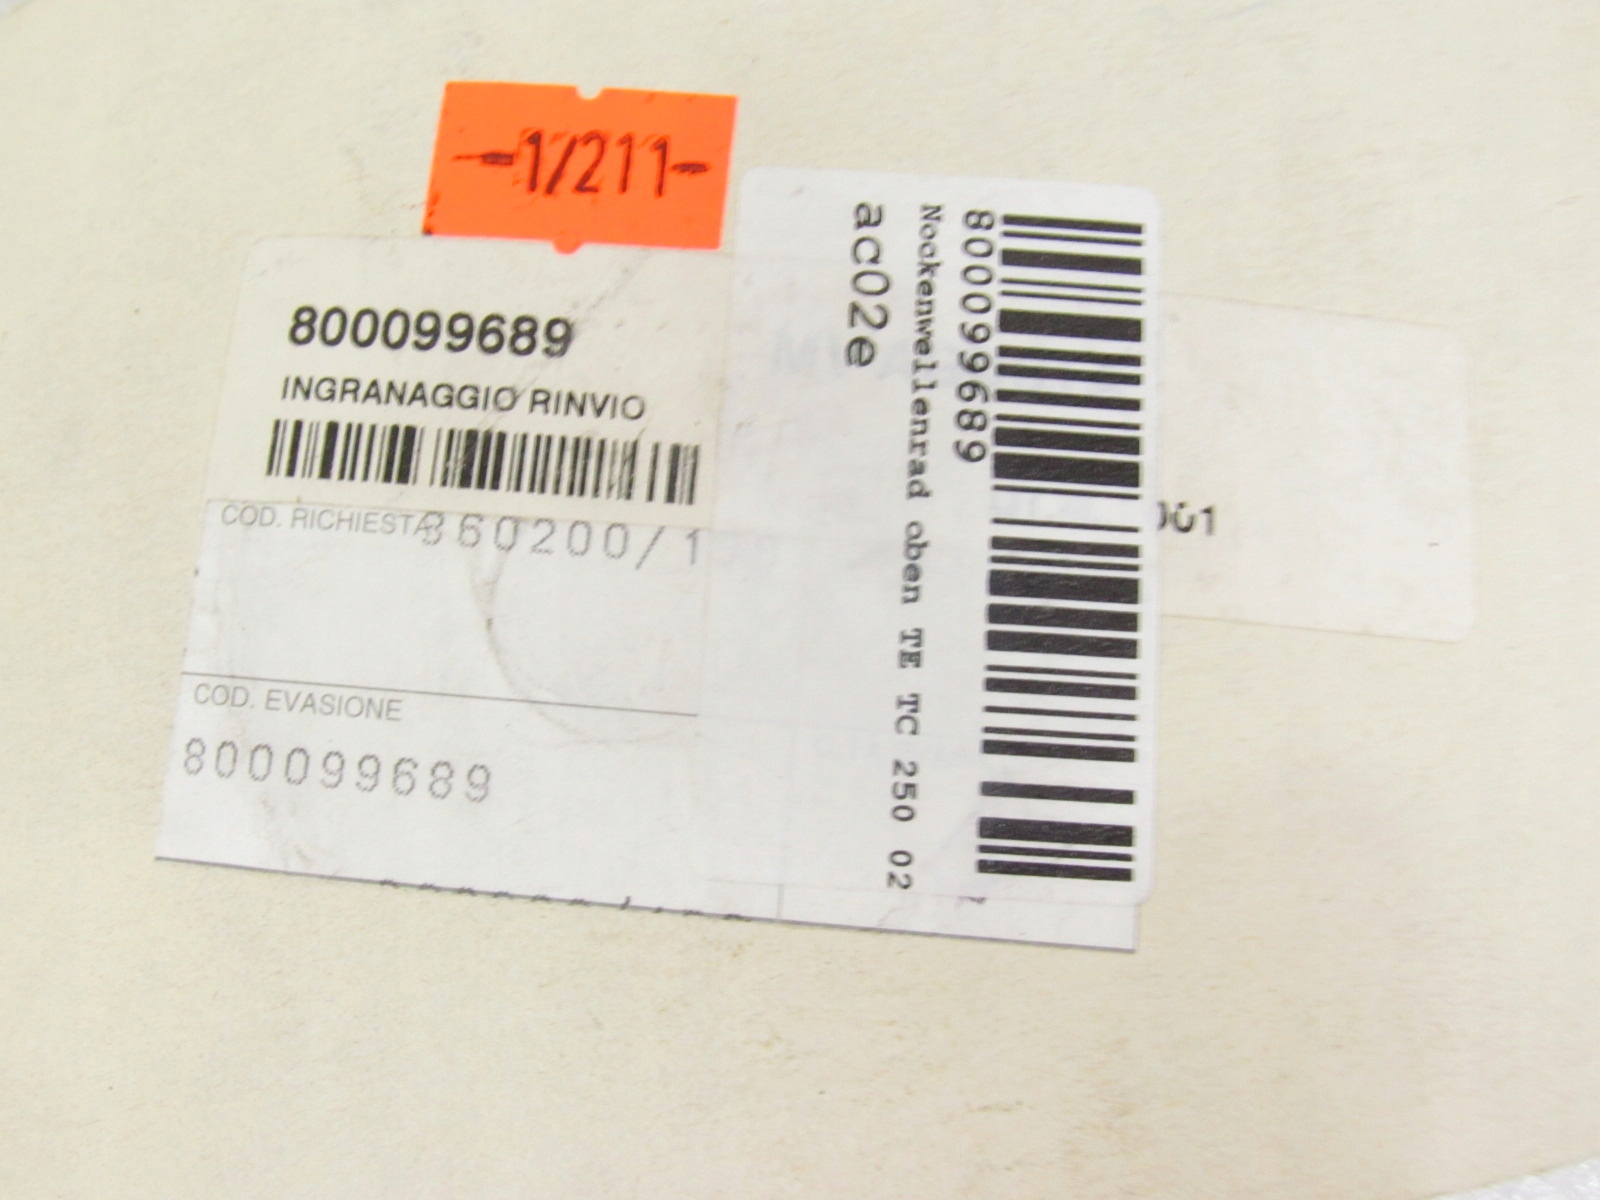 -1/211-
800099689
INGRANAGGIO RINVIO
COD. RICHIESTA
860200/1
COD. EVASIONE
800099689
800099689
Nockenwellenrad oben TE TC 250 02
ac02e
001